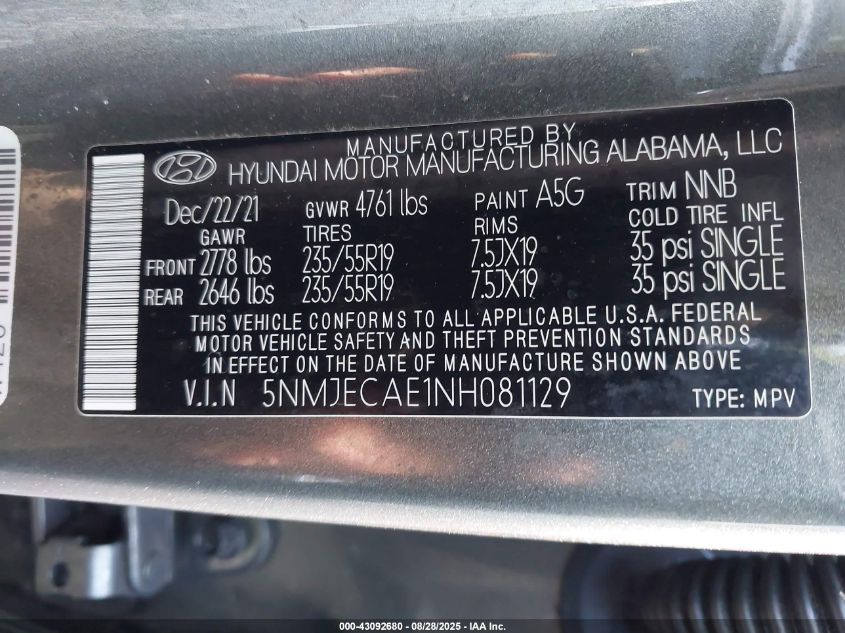 MANUFACTURED BY
HYUNDAI MOTOR MANUFACTURING ALABAMA, LLC
Dec/22/21 GVWR 4761 lbs PAINT A5G TRIM NNB
GAWR TIRES RIMS COLD TIRE INFL
FRONT 2778 lbs 235/55R19 7.5JX19 35 psi SINGLE
REAR 2646 lbs 235/55R19 7.5JX19 35 psi SINGLE
THIS VEHICLE CONFORMS TO ALL APPLICABLE U.S.A. FEDERAL
MOTOR VEHICLE SAFETY AND THEFT PREVENTION STANDARDS
IN EFFECT ON THE DATE OF MANUFACTURE SHOWN ABOVE.
V.I.N 5NMJECAE1NH081129 TYPE: MPV
000-43092680 - 08/28/2025 - IAA Inc.